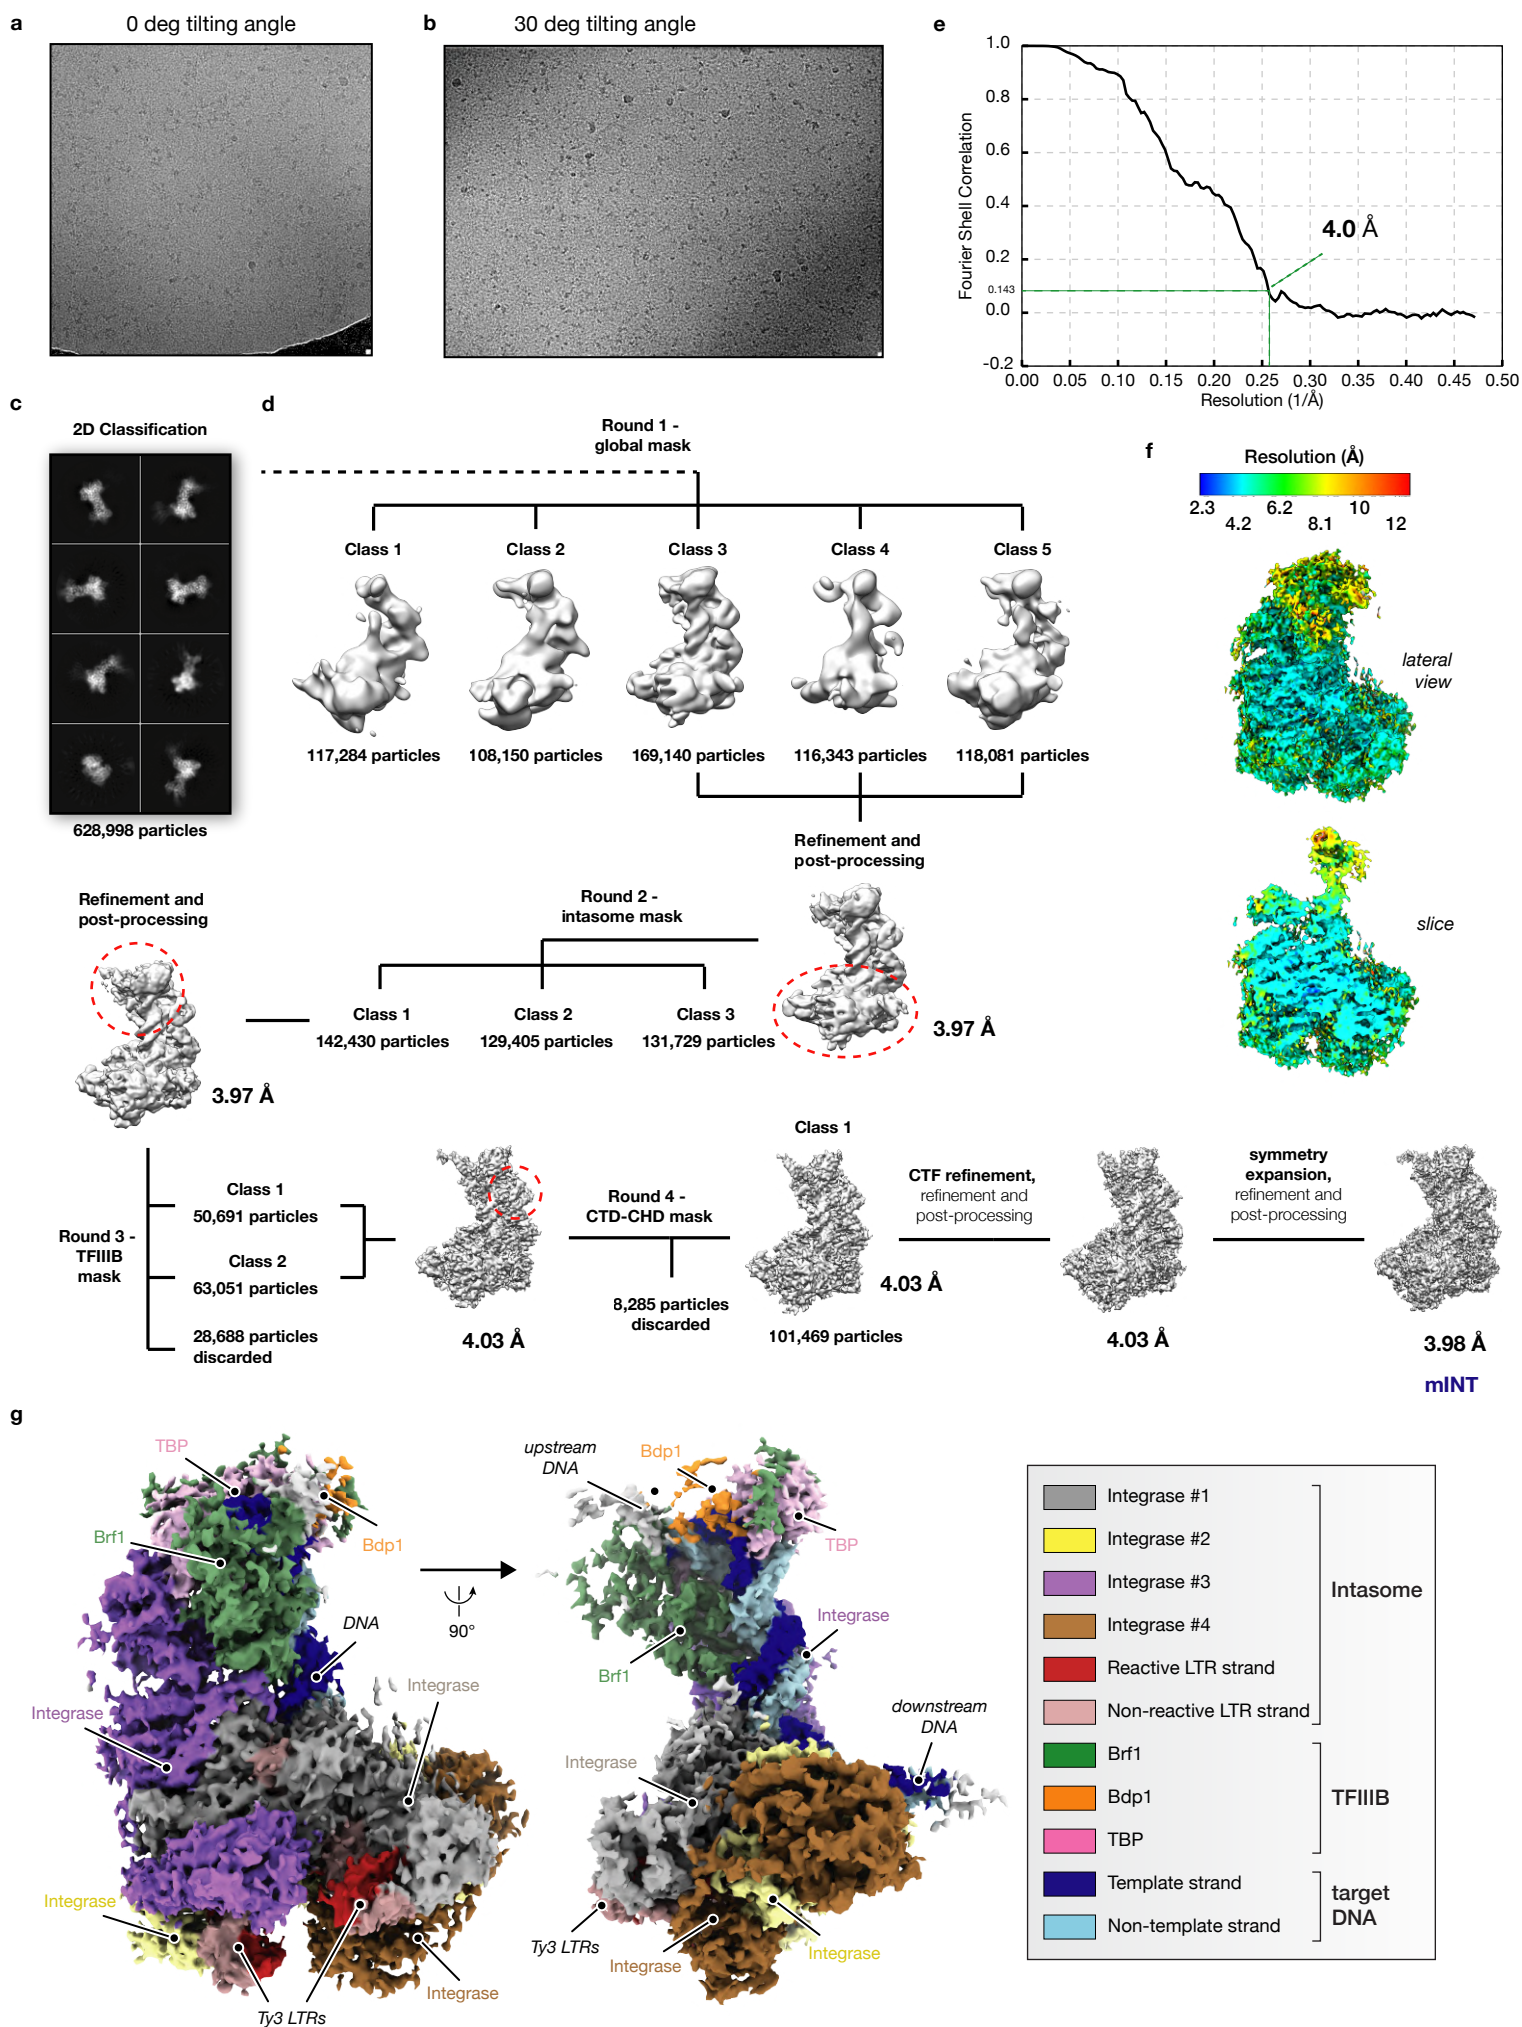 a
0 deg tilting angle
b
30 deg tilting angle
e
1.0
0.8
0.6
0.4
0.2
0.143
0.0
-0.2
Fourier Shell Correlation
4.0 Å
0.00 0.05 0.10 0.15 0.20 0.25 0.30 0.35 0.40 0.45 0.50
Resolution (1/Å)
c
2D Classification
628,998 particles
d
Round 1 -
global mask
Class 1
Class 2
Class 3
Class 4
Class 5
117,284 particles
108,150 particles
169,140 particles
116,343 particles
118,081 particles
Refinement and
post-processing
3.97 Å
Round 2 -
intasome mask
Class 1
142,430 particles
Class 2
129,405 particles
Class 3
131,729 particles
Refinement and
post-processing
3.97 Å
Round 3 -
TFIIIB
mask
Class 1
50,691 particles
Class 2
63,051 particles
28,688 particles
discarded
4.03 Å
Round 4 -
CTD-CHD mask
8,285 particles
discarded
Class 1
4.03 Å
101,469 particles
CTF refinement,
refinement and
post-processing
4.03 Å
symmetry
expansion,
refinement and
post-processing
3.98 Å
mINT
f
Resolution (Å)
2.3
4.2
6.2
8.1
10
12
lateral
view
slice
g
TBP
Brf1
Bdp1
DNA
Integrase
Integrase
Integrase
Integrase
Ty3 LTRs
90°
upstream
DNA
Bdp1
TBP
Integrase
Brf1
downstream
DNA
Integrase
Ty3 LTRs
Integrase
Integrase
Integrase #1
Integrase #2
Integrase #3
Integrase #4
Reactive LTR strand
Non-reactive LTR strand
Intasome
Brf1
Bdp1
TBP
TFIIIB
Template strand
Non-template strand
target
DNA